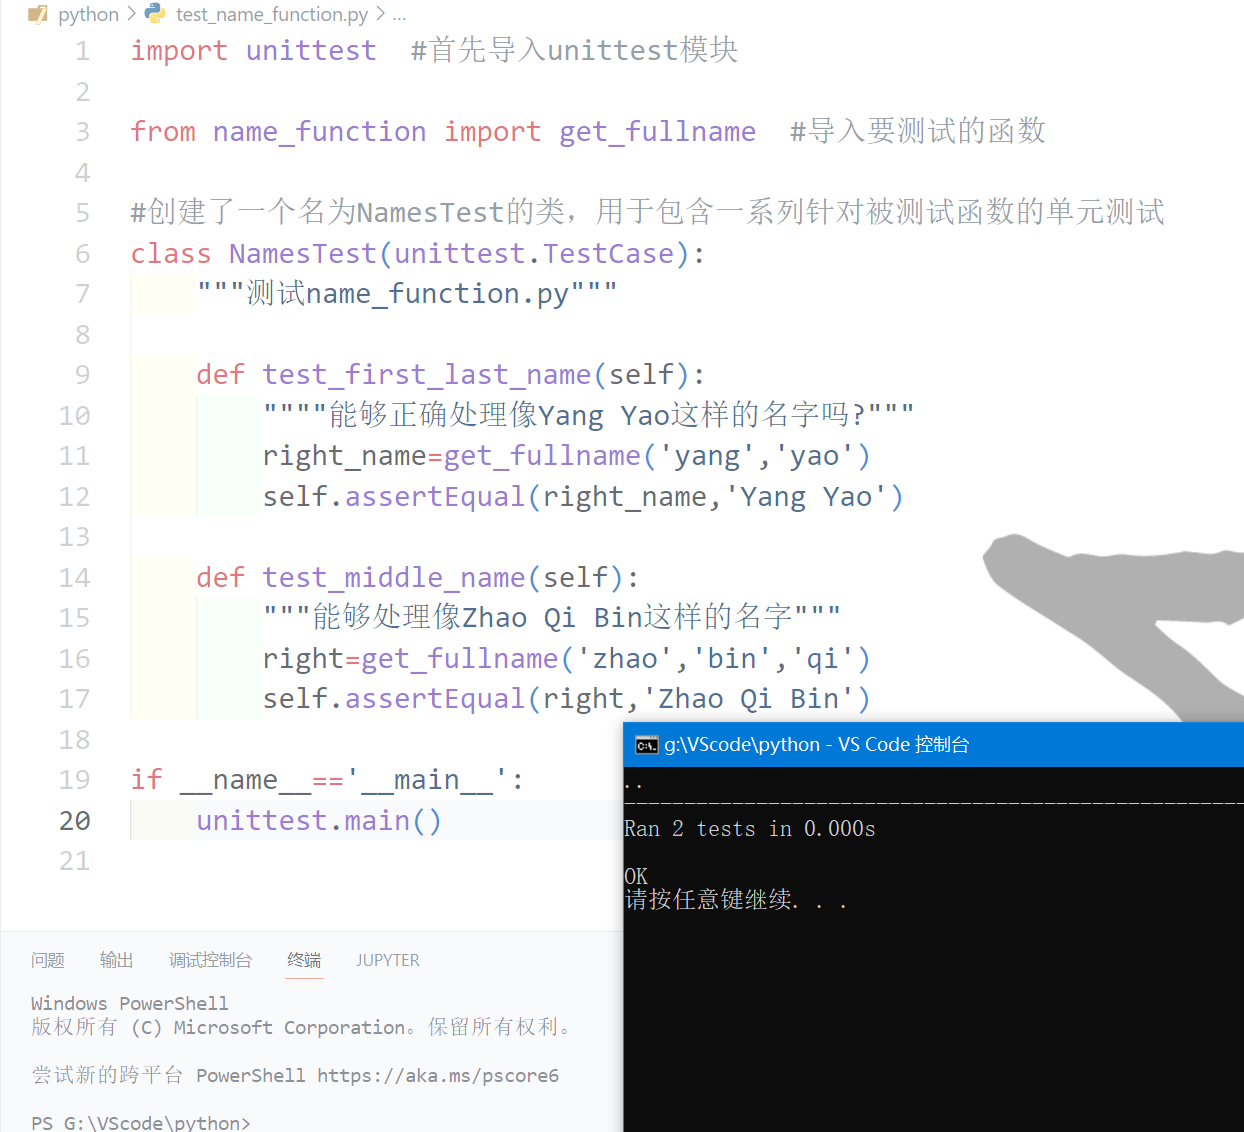 python > test_name_function.py > ...
1 import unittest  #首先导入unittest模块
2
3 from name_function import get_fullname  #导入要测试的函数
4
5 #创建了一个名为NamesTest的类，用于包含一系列针对被测试函数的单元测试
6 class NamesTest(unittest.TestCase):
7     """测试name_function.py"""
8
9     def test_first_last_name(self):
10         """"能够正确处理像Yang Yao这样的名字吗?"""
11         right_name=get_fullname('yang','yao')
12         self.assertEqual(right_name,'Yang Yao')
13
14     def test_middle_name(self):
15         """能够处理像Zhao Qi Bin这样的名字"""
16         right=get_fullname('zhao','bin','qi')
17         self.assertEqual(right,'Zhao Qi Bin')
18
19 if __name__=='__main__':
20     unittest.main()
21
g:\VScode\python - VS Code 控制台
..
----------------------------------------------------------------------
Ran 2 tests in 0.000s
OK
请按任意键继续. . .
问题 输出 调试控制台 终端 JUPYTER
Windows PowerShell
版权所有 (C) Microsoft Corporation。保留所有权利。
尝试新的跨平台 PowerShell https://aka.ms/pscore6
PS G:\VScode\python>